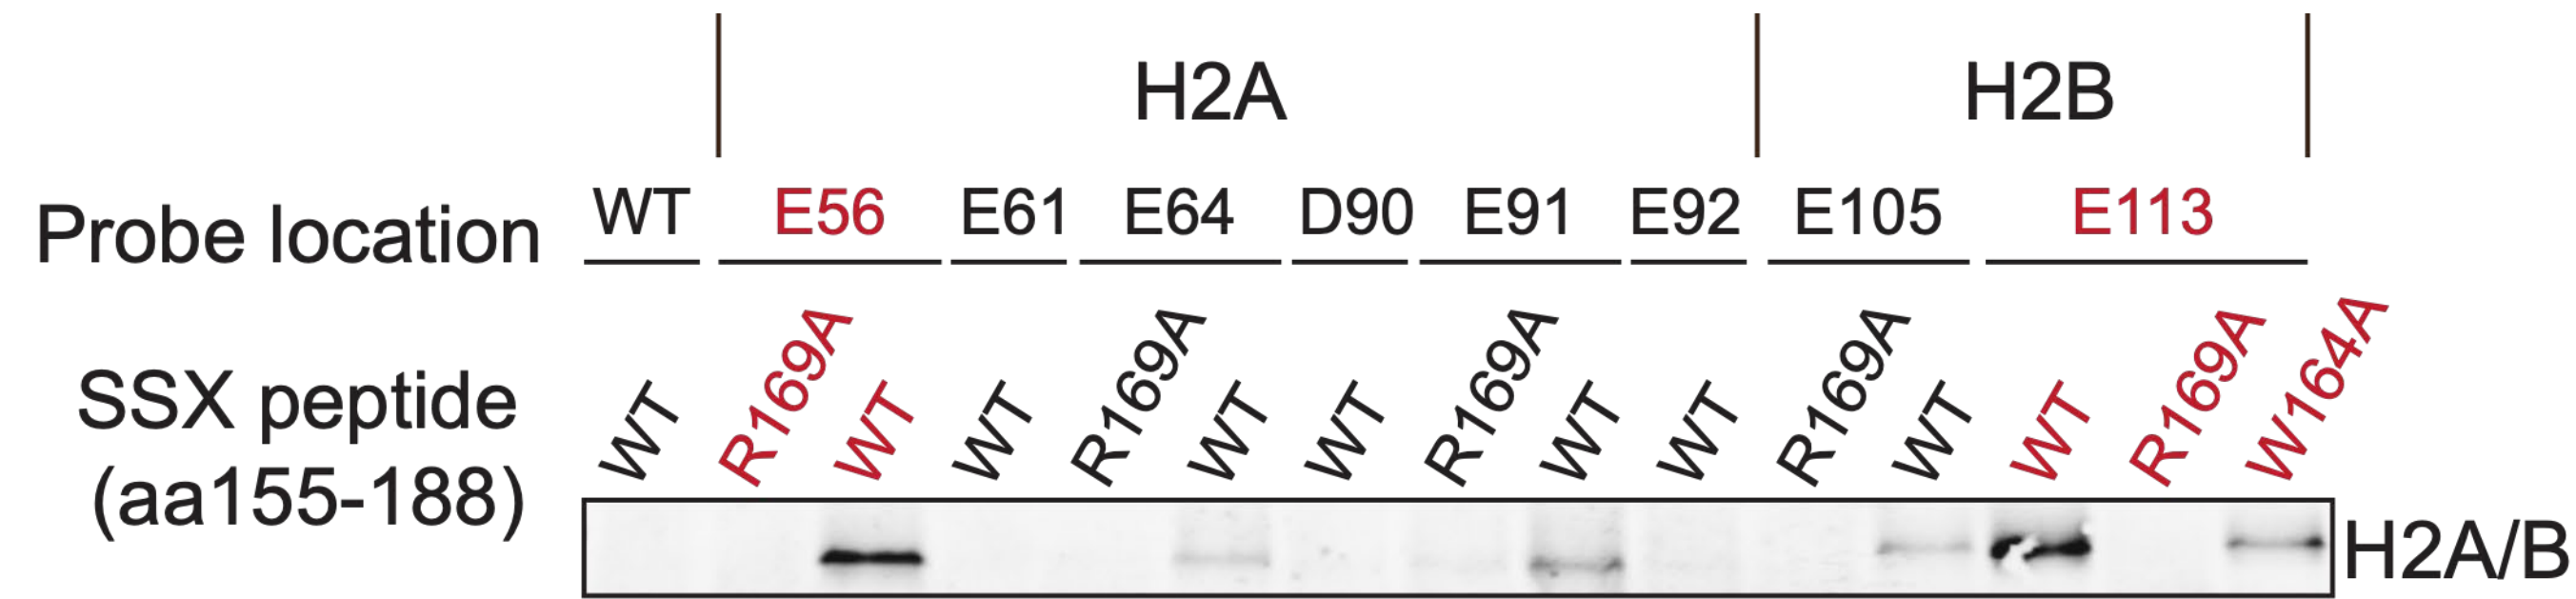 H2A H2B
Probe location WT E56 E61 E64 D90 E91 E92 E105 E113
SSX peptide
(aa155-188)
WT R169A WT WT R169A WT WT R169A WT WT R169A WT WT R169A W164A
H2A/B